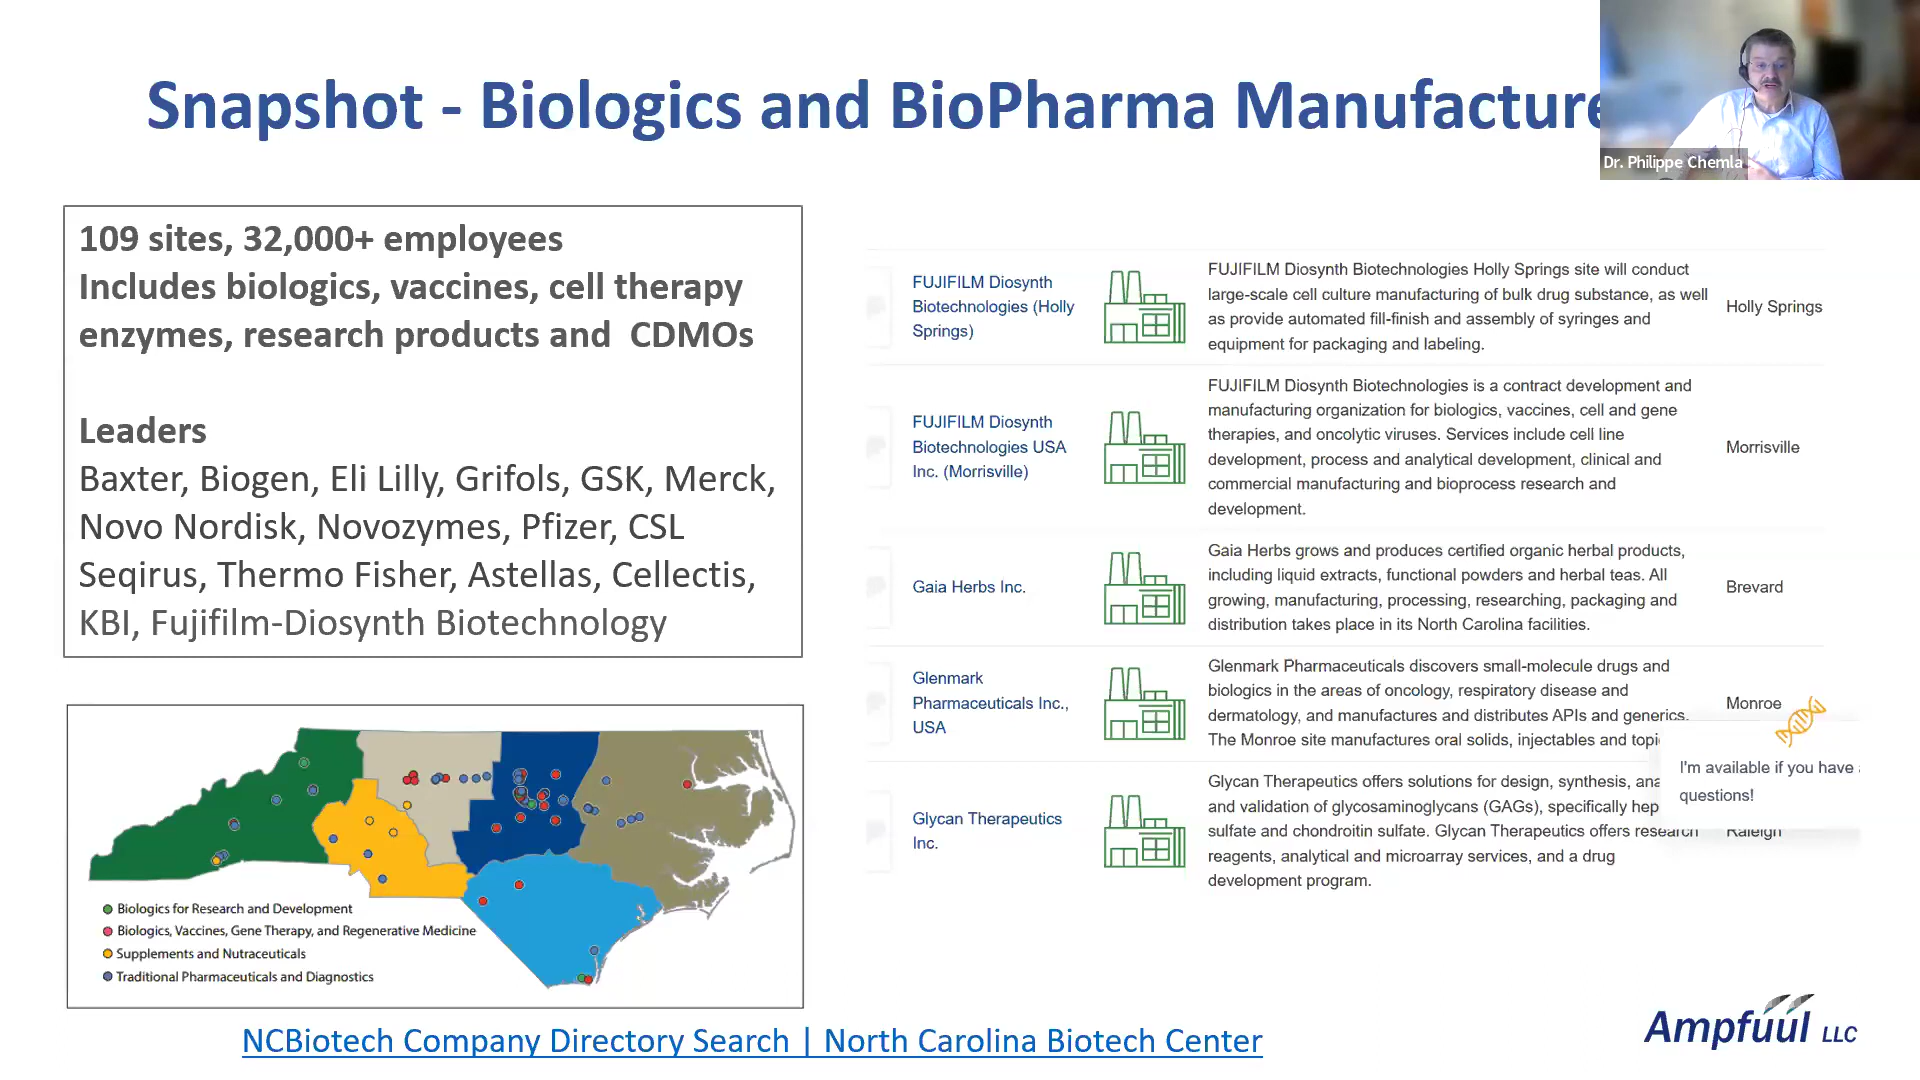 Snapshot - Biologics and BioPharma Manufacture
Dr. Philippe Chemla
109 sites, 32,000+ employees
Includes biologics, vaccines, cell therapy
enzymes, research products and CDMOs
Leaders
Baxter, Biogen, Eli Lilly, Grifols, GSK, Merck,
Novo Nordisk, Novozymes, Pfizer, CSL
Seqirus, Thermo Fisher, Astellas, Cellectis,
KBI, Fujifilm-Diosynth Biotechnology
Biologics for Research and Development
Biologics, Vaccines, Gene Therapy, and Regenerative Medicine
Supplements and Nutraceuticals
Traditional Pharmaceuticals and Diagnostics
FUJIFILM Diosynth
Biotechnologies (Holly
Springs)
FUJIFILM Diosynth Biotechnologies Holly Springs site will conduct
large-scale cell culture manufacturing of bulk drug substance, as well
as provide automated fill-finish and assembly of syringes and
equipment for packaging and labeling.
Holly Springs
FUJIFILM Diosynth
Biotechnologies USA
Inc. (Morrisville)
FUJIFILM Diosynth Biotechnologies is a contract development and
manufacturing organization for biologics, vaccines, cell and gene
therapies, and oncolytic viruses. Services include cell line
development, process and analytical development, clinical and
commercial manufacturing and bioprocess research and
development.
Morrisville
Gaia Herbs Inc.
Gaia Herbs grows and produces certified organic herbal products,
including liquid extracts, functional powders and herbal teas. All
growing, manufacturing, processing, researching, packaging and
distribution takes place in its North Carolina facilities.
Brevard
Glenmark
Pharmaceuticals Inc.,
USA
Glenmark Pharmaceuticals discovers small-molecule drugs and
biologics in the areas of oncology, respiratory disease and
dermatology, and manufactures and distributes APIs and generics.
The Monroe site manufactures oral solids, injectables and topi
Monroe
Glycan Therapeutics
Inc.
Glycan Therapeutics offers solutions for design, synthesis, ana
and validation of glycosaminoglycans (GAGs), specifically hep
sulfate and chondroitin sulfate. Glycan Therapeutics offers research
reagents, analytical and microarray services, and a drug
development program.
Raleigh
I'm available if you have
questions!
NCBiotech Company Directory Search | North Carolina Biotech Center
Ampfuul LLC